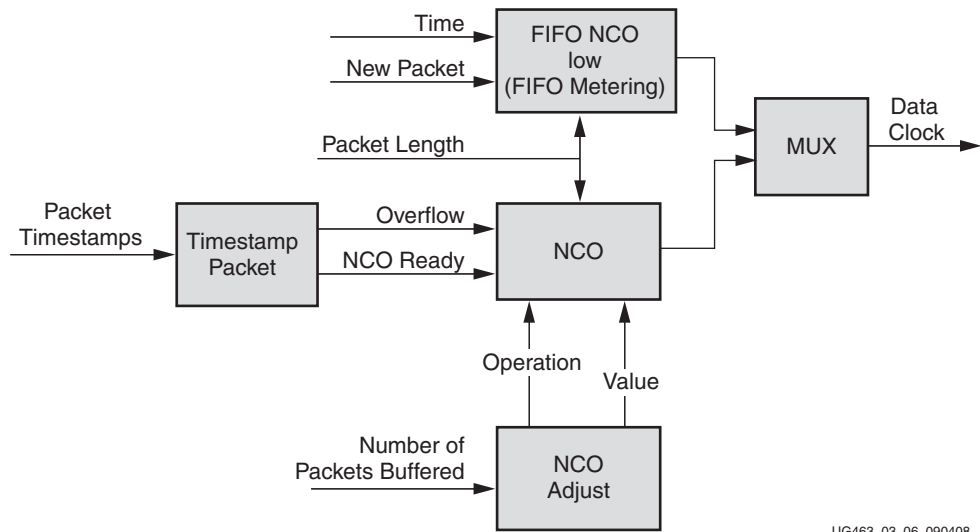 Time
New Packet
FIFO NCO
low
(FIFO Metering)
Packet Length
MUX
Data
Clock
Packet
Timestamps
Timestamp
Packet
Overflow
NCO Ready
NCO
Operation
Value
Number of
Packets Buffered
NCO
Adjust
UG463_03_06_090408